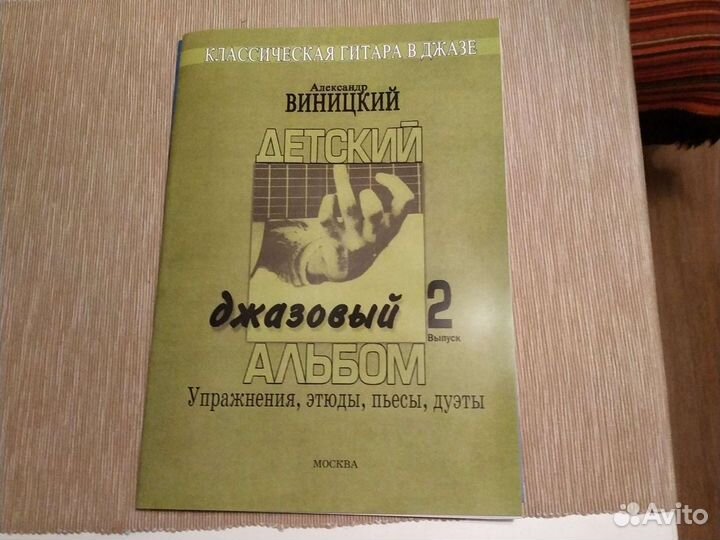 КЛАССИЧЕСКАЯ ГИТАРА В ДЖАЗЕ
Александр
ВИНИЦКИЙ
ДЕТСКИЙ
джазовый
2
Выпуск
АЛЬБОМ
Упражнения, этюды, пьесы, дуэты
МОСКВА
Avito